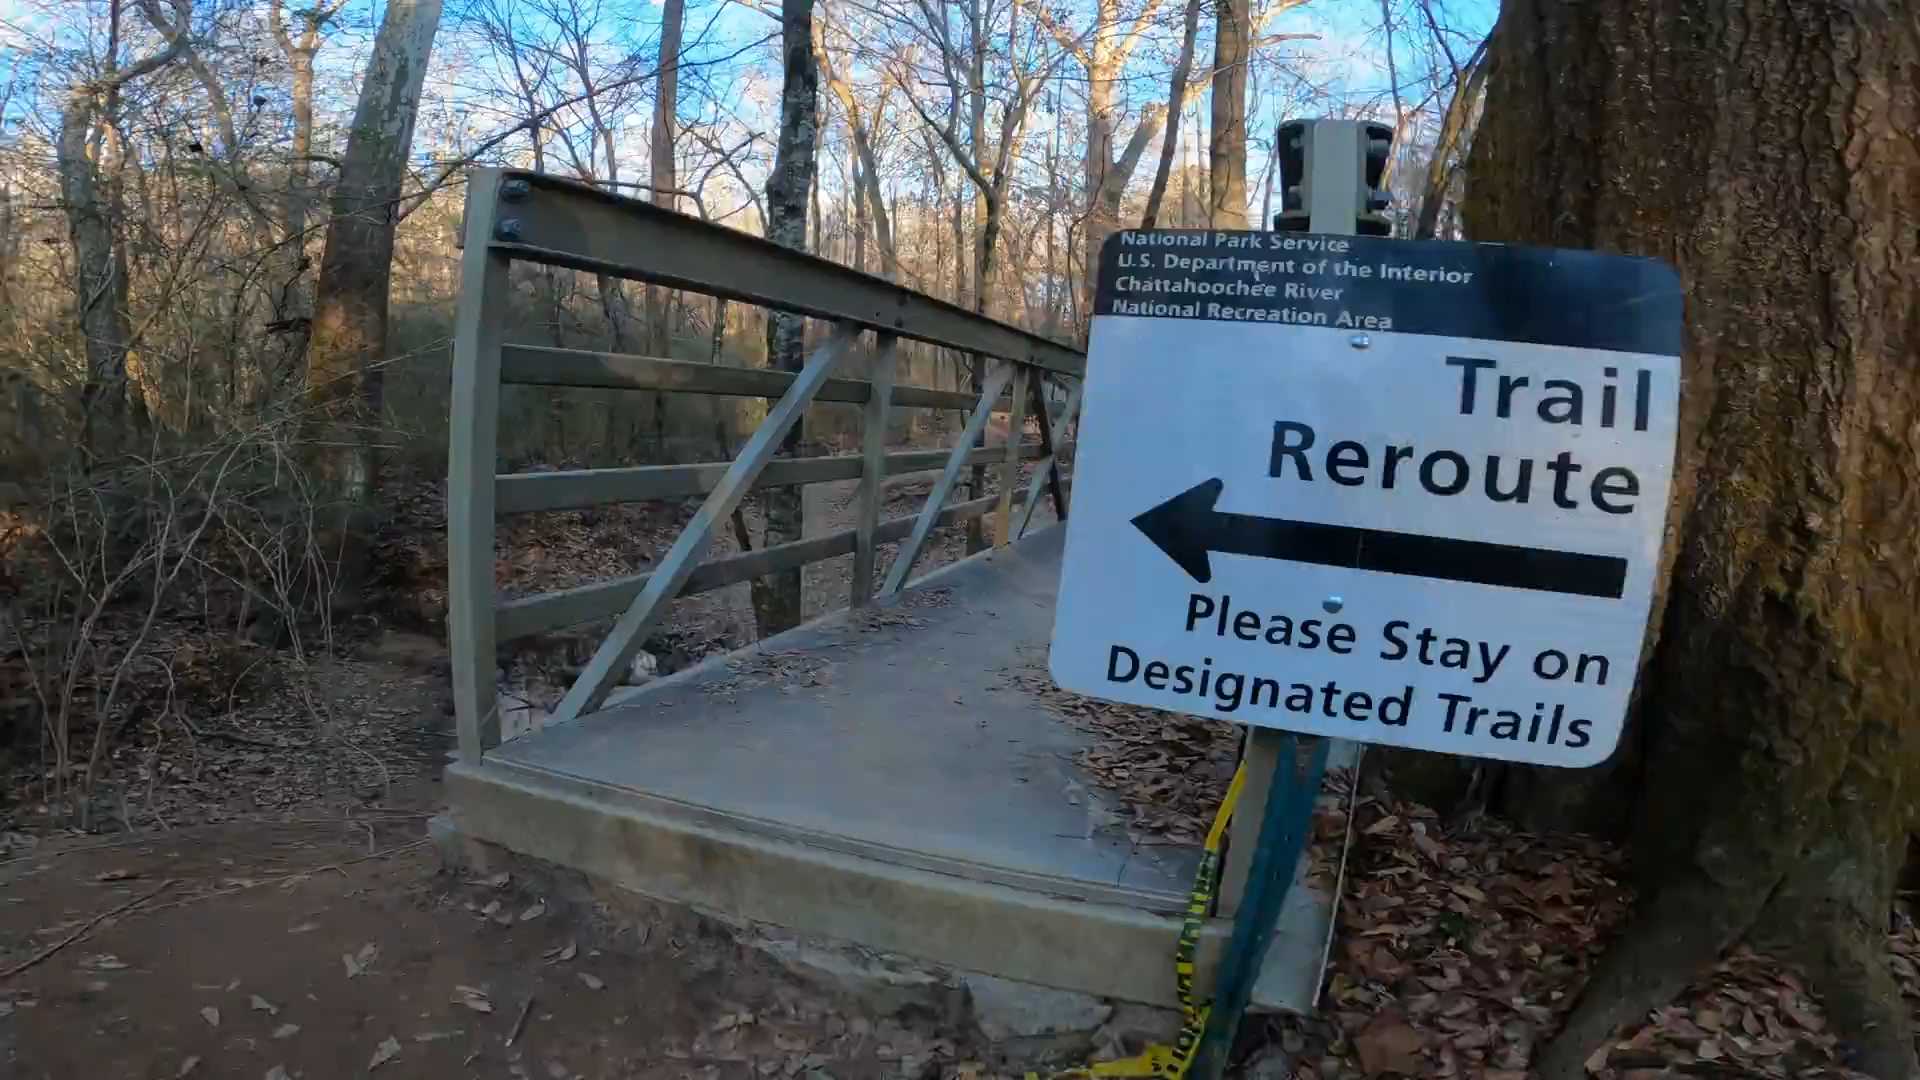 National Park Service
U.S. Department of the Interior
Chattahoochee River
National Recreation Area
Trail
Reroute
Please Stay on
Designated Trails